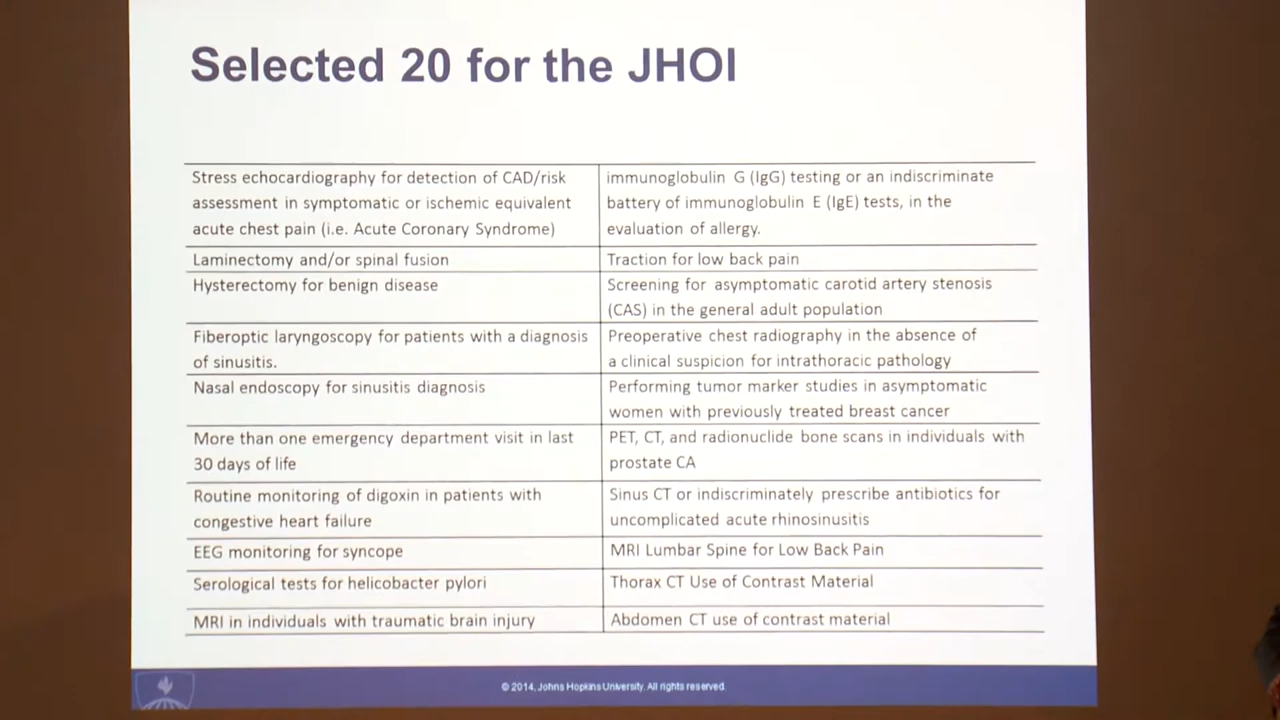 Selected 20 for the JHOI
Stress echocardiography for detection of CAD/risk
assessment in symptomatic or ischemic equivalent
acute chest pain (i.e. Acute Coronary Syndrome)
immunoglobulin G (IgG) testing or an indiscriminate
battery of immunoglobulin E (IgE) tests, in the
evaluation of allergy.
Laminectomy and/or spinal fusion
Traction for low back pain
Hysterectomy for benign disease
Screening for asymptomatic carotid artery stenosis
(CAS) in the general adult population
Fiberoptic laryngoscopy for patients with a diagnosis
of sinusitis.
Preoperative chest radiography in the absence of
a clinical suspicion for intrathoracic pathology
Nasal endoscopy for sinusitis diagnosis
Performing tumor marker studies in asymptomatic
women with previously treated breast cancer
More than one emergency department visit in last
30 days of life
PET, CT, and radionuclide bone scans in individuals with
prostate CA
Routine monitoring of digoxin in patients with
congestive heart failure
Sinus CT or indiscriminately prescribe antibiotics for
uncomplicated acute rhinosinusitis
EEG monitoring for syncope
MRI Lumbar Spine for Low Back Pain
Serological tests for helicobacter pylori
Thorax CT Use of Contrast Material
MRI in individuals with traumatic brain injury
Abdomen CT use of contrast material
© 2014, Johns Hopkins University. All rights reserved.